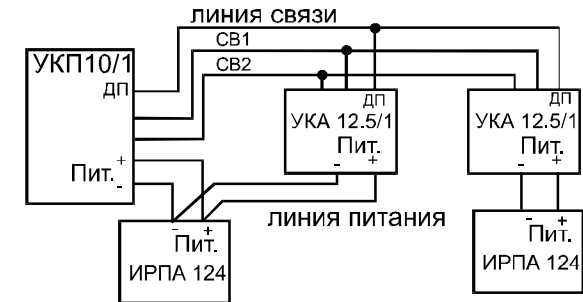 ЛИНИЯ СВЯЗИ
СВ1
СВ2
УКП10/1
ДП
Пит.
+
-
ДП
УКА 12.5/1
Пит.
- +
ДП
УКА 12.5/1
Пит.
- +
ЛИНИЯ ПИТАНИЯ
- +
Пит.
ИРПА 124
- +
Пит.
ИРПА 124